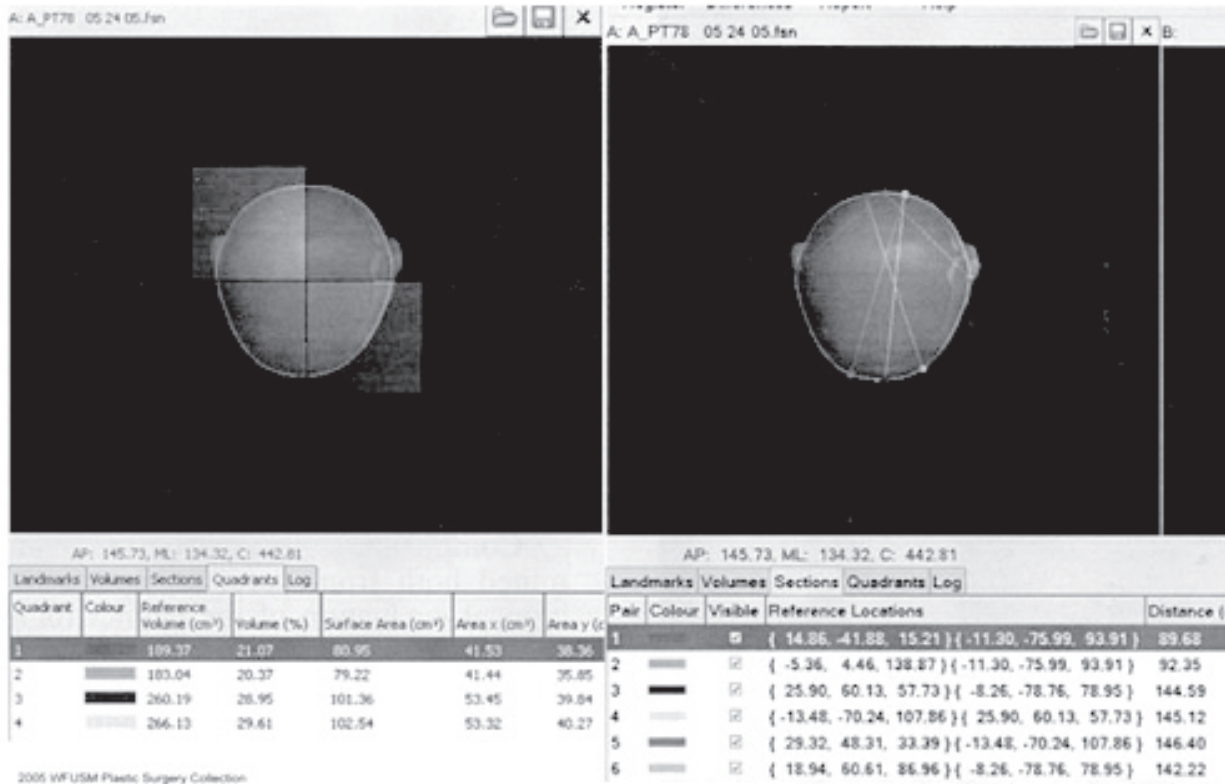 A: A_PT78 05 24 05.fsn
AP: 145.73, ML: 134.32, C: 442.81
Landmarks Volumes Sections Quadrants Log
Quadrant Colour Reference Volume (cm³) Volume (%) Surface Area (cm²) Area x (cm²) Area y (c
1 189.37 21.07 80.95 41.53 38.36
2 183.04 20.37 79.22 41.44 35.85
3 260.19 28.95 101.36 53.45 39.84
4 266.13 29.61 102.54 53.32 40.27
2005 WFUSM Plastic Surgery Collection
Register Differences Report Help
A: A_PT78 05 24 05.fsn
B:
AP: 145.73, ML: 134.32, C: 442.81
Landmarks Volumes Sections Quadrants Log
Pair Colour Visible Reference Locations Distance (
1 { 14.86, -41.88, 15.21} {-11.30, -75.99, 93.91} 89.68
2 { -5.36, 4.46, 138.87} {-11.30, -75.99, 93.91} 92.35
3 { 25.90, 60.13, 57.73} { -8.26, -78.76, 78.95} 144.59
4 {-13.48, -70.24, 107.86} { 25.90, 60.13, 57.73} 145.12
5 { 29.32, 48.31, 33.39} {-13.48, -70.24, 107.86} 146.40
6 { 18.94, 60.61, 86.96} { -8.26, -78.76, 78.95} 142.22